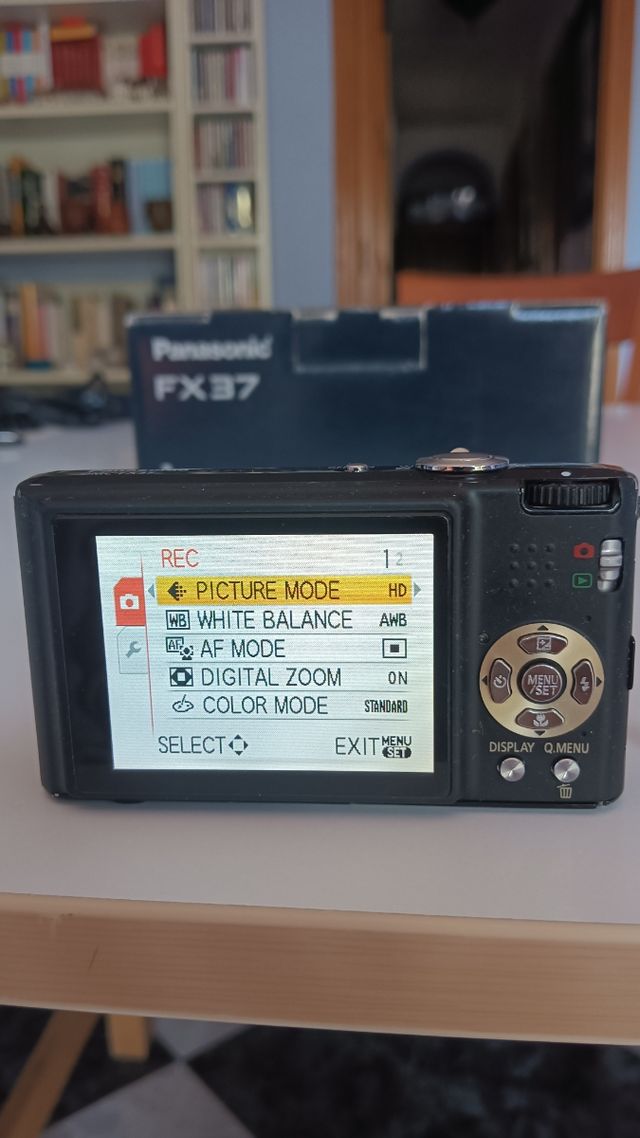 Panasonic
FX37
REC 1 2
PICTURE MODE HD
WB WHITE BALANCE AWB
AF AF MODE
DIGITAL ZOOM ON
COLOR MODE STANDARD
SELECT EXIT MENU SET
MENU
/SET
DISPLAY Q.MENU